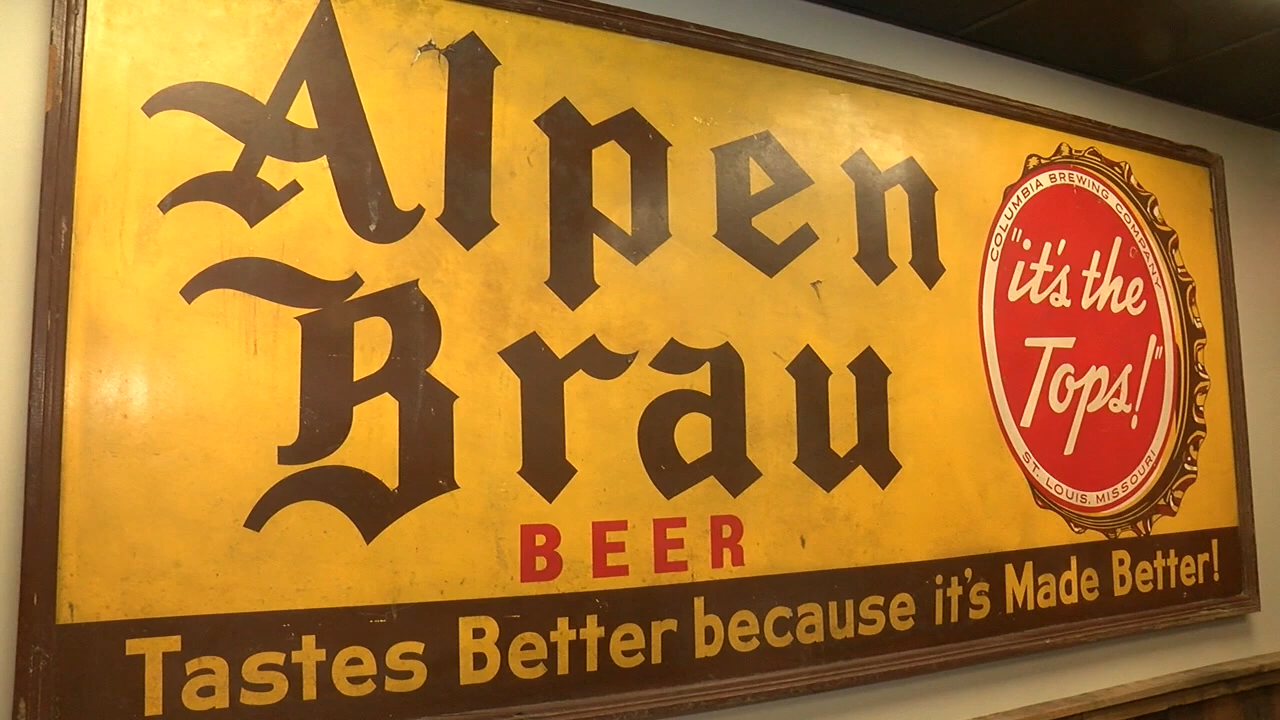 Alpen
Brau
BEER
COLUMBIA BREWING COMPANY
"it's the
Tops!"
ST. LOUIS, MISSOURI
Tastes Better because it's Made Better!